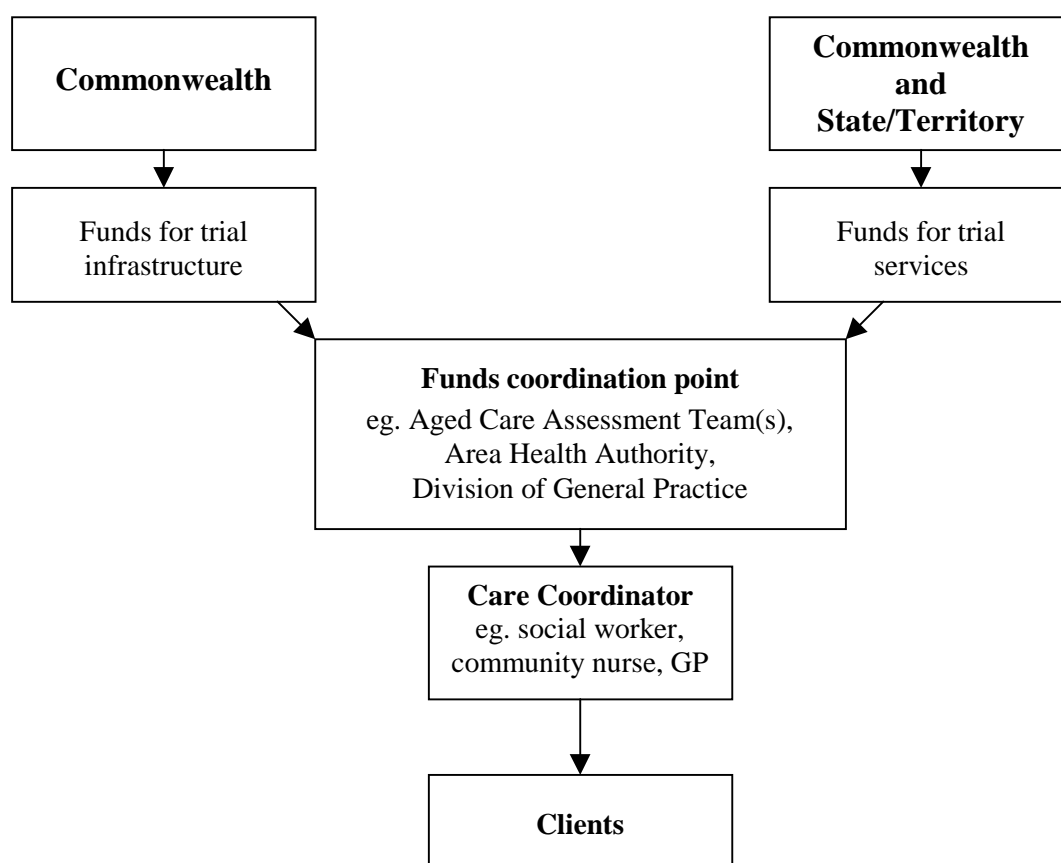 Commonwealth
Commonwealth
and
State/Territory
Funds for trial
infrastructure
Funds for trial
services
Funds coordination point
eg. Aged Care Assessment Team(s),
Area Health Authority,
Division of General Practice
Care Coordinator
eg. social worker,
community nurse, GP
Clients